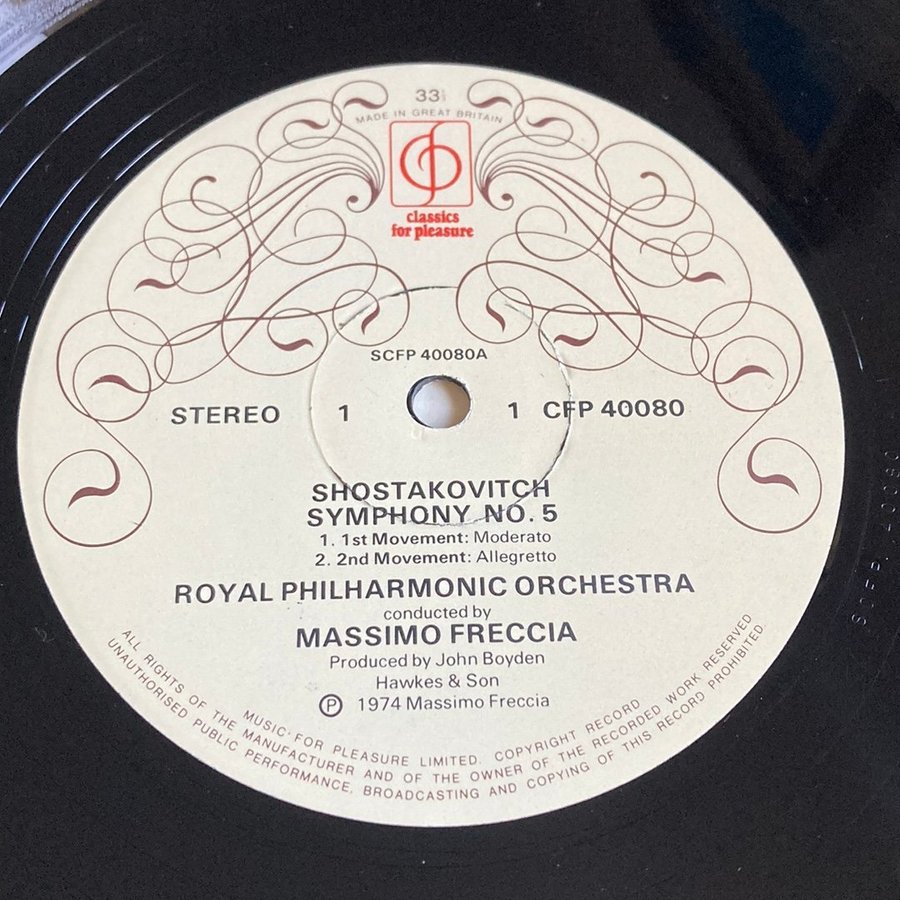 33⅓
MADE IN GREAT BRITAIN
classics
for pleasure
SCFP 40080A
STEREO 1 1 CFP 40080
SHOSTAKOVITCH
SYMPHONY NO. 5
1. 1st Movement: Moderato
2. 2nd Movement: Allegretto
ROYAL PHILHARMONIC ORCHESTRA
conducted by
MASSIMO FRECCIA
Produced by John Boyden
Hawkes & Son
Ⓟ 1974 Massimo Freccia
MUSIC FOR PLEASURE LIMITED. COPYRIGHT RECORD
ALL RIGHTS OF THE MANUFACTURER AND OF THE OWNER OF THE RECORDED WORK RESERVED
UNAUTHORISED PUBLIC PERFORMANCE, BROADCASTING AND COPYING OF THIS RECORD PROHIBITED
SCFP 40080